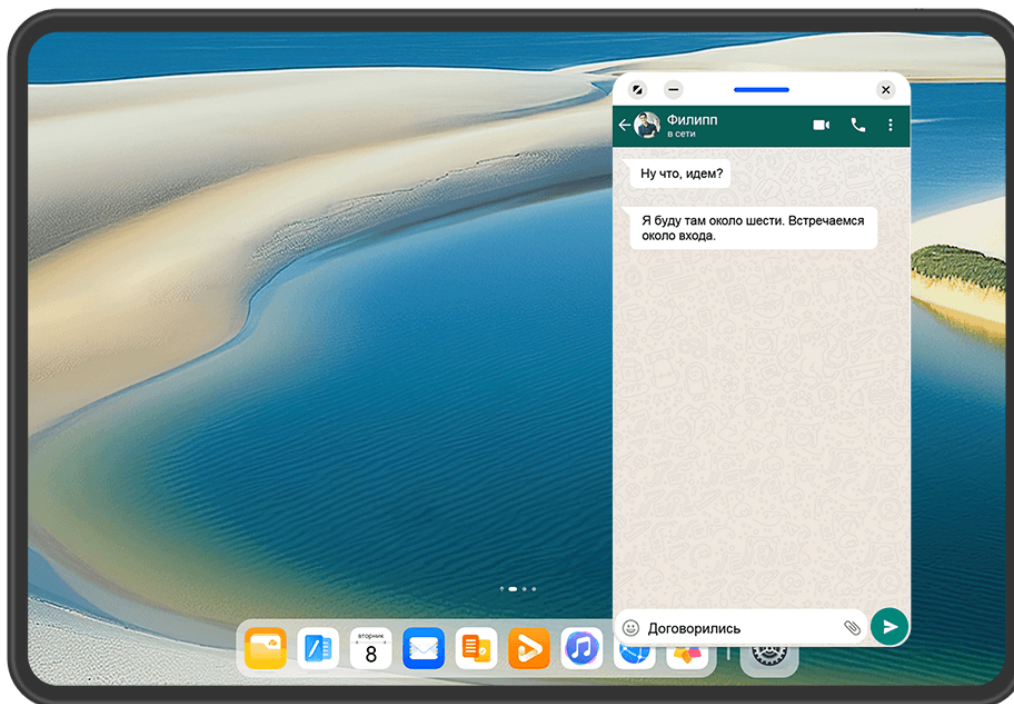 Филипп
в сети
Ну что, идем?
Я буду там около шести. Встречаемся
около входа.
Договорились
вторник
8